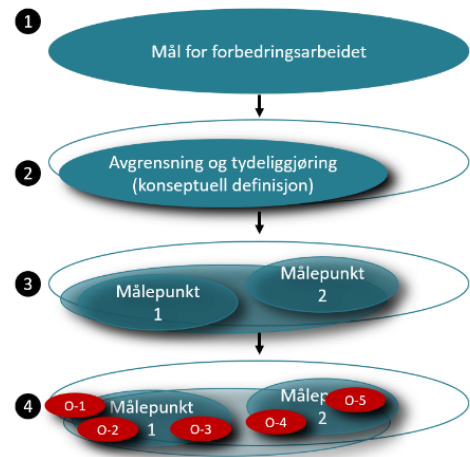 1
Mål for forbedringsarbeidet
2
Avgrensning og tydeliggjøring
(konseptuell definisjon)
3
Målepunkt
1
Målepunkt
2
4
O-1
O-2
Målepunkt
1
O-3
O-4
Målepunkt
2
O-5